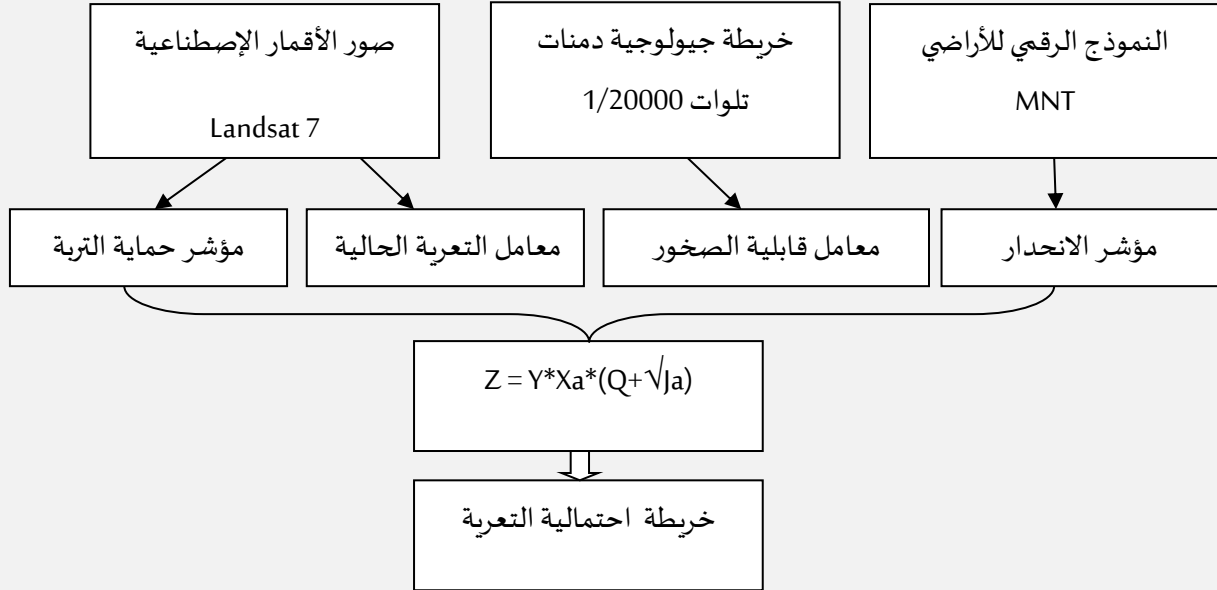 النموذج الرقمي للأراضي
MNT
خريطة جيولوجية دمنات
تلوات 1/20000
صور الأقمار الإصطناعية
Landsat 7
مؤشر الانحدار
معامل قابلية الصخور
معامل التعرية الحالية
مؤشر حماية التربة
Z = Y*Xa*(Q+√Ja)
خريطة احتمالية التعرية